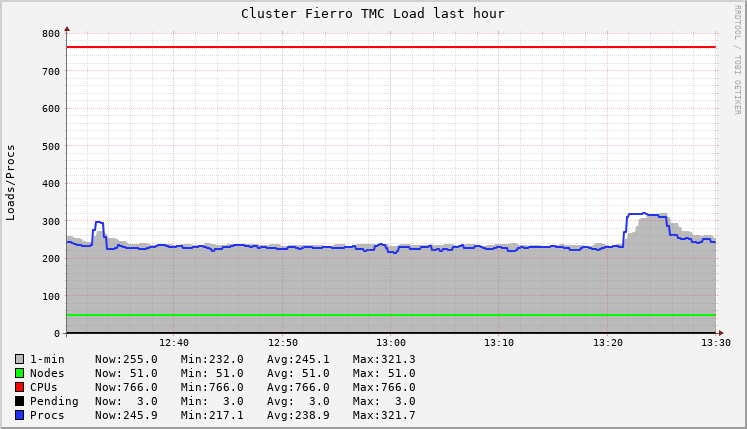 Cluster Fierro TMC Load last hour
RRDTOOL / TOBI OETIKER
Loads/Procs
800
700
600
500
400
300
200
100
0
12:40 12:50 13:00 13:10 13:20 13:30
1-min Now:255.0 Min:232.0 Avg:245.1 Max:321.3
Nodes Now: 51.0 Min: 51.0 Avg: 51.0 Max: 51.0
CPUs Now:766.0 Min:766.0 Avg:766.0 Max:766.0
Pending Now: 3.0 Min: 3.0 Avg: 3.0 Max: 3.0
Procs Now:245.9 Min:217.1 Avg:238.9 Max:321.7